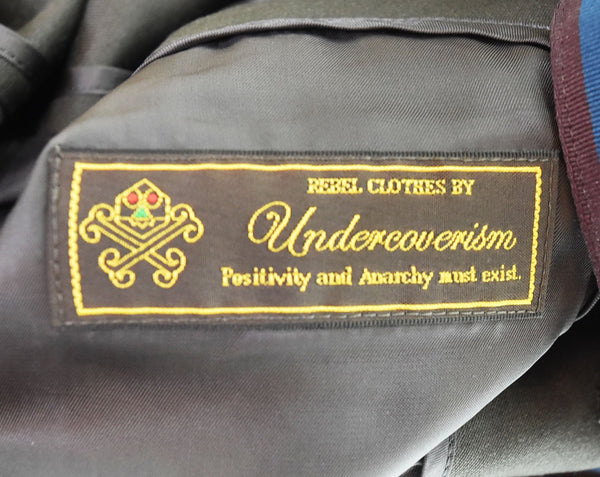 REBEL CLOTHES BY
Undercoverism
Positivity and Anarchy must exist.